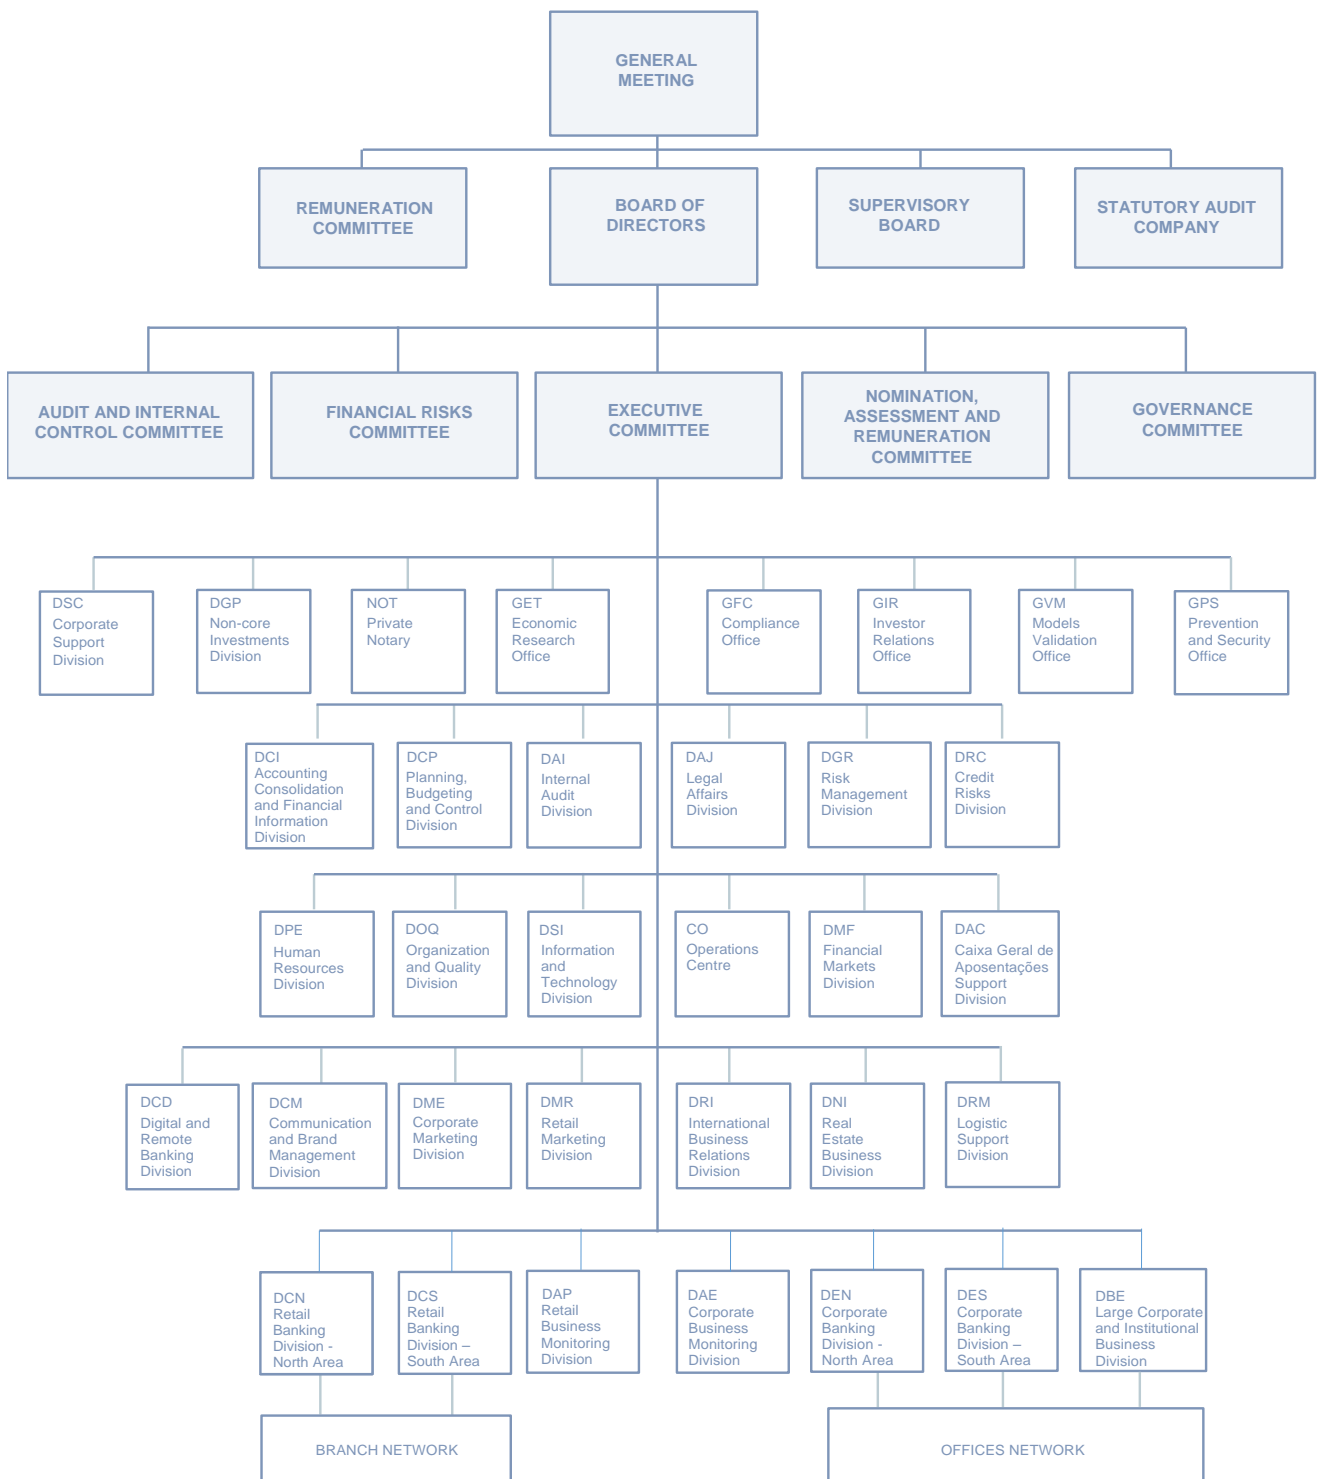 GENERAL
MEETING
REMUNERATION
COMMITTEE
BOARD OF
DIRECTORS
SUPERVISORY
BOARD
STATUTORY AUDIT
COMPANY
AUDIT AND INTERNAL
CONTROL COMMITTEE
FINANCIAL RISKS
COMMITTEE
EXECUTIVE
COMMITTEE
NOMINATION,
ASSESSMENT AND
REMUNERATION
COMMITTEE
GOVERNANCE
COMMITTEE
DSC
Corporate
Support
Division
DGP
Non-core
Investments
Division
NOT
Private
Notary
GET
Economic
Research
Office
GFC
Compliance
Office
GIR
Investor
Relations
Office
GVM
Models
Validation
Office
GPS
Prevention
and Security
Office
DCI
Accounting
Consolidation
and Financial
Information
Division
DCP
Planning,
Budgeting
and Control
Division
DAI
Internal
Audit
Division
DAJ
Legal
Affairs
Division
DGR
Risk
Management
Division
DRC
Credit
Risks
Division
DPE
Human
Resources
Division
DOQ
Organization
and Quality
Division
DSI
Information
and
Technology
Division
CO
Operations
Centre
DMF
Financial
Markets
Division
DAC
Caixa Geral de
Aposentações
Support
Division
DCD
Digital and
Remote
Banking
Division
DCM
Communication
and Brand
Management
Division
DME
Corporate
Marketing
Division
DMR
Retail
Marketing
Division
DRI
International
Business
Relations
Division
DNI
Real
Estate
Business
Division
DRM
Logistic
Support
Division
DCN
Retail
Banking
Division -
North Area
DCS
Retail
Banking
Division –
South Area
DAP
Retail
Business
Monitoring
Division
DAE
Corporate
Business
Monitoring
Division
DEN
Corporate
Banking
Division -
North Area
DES
Corporate
Banking
Division –
South Area
DBE
Large Corporate
and Institutional
Business
Division
BRANCH NETWORK
OFFICES NETWORK